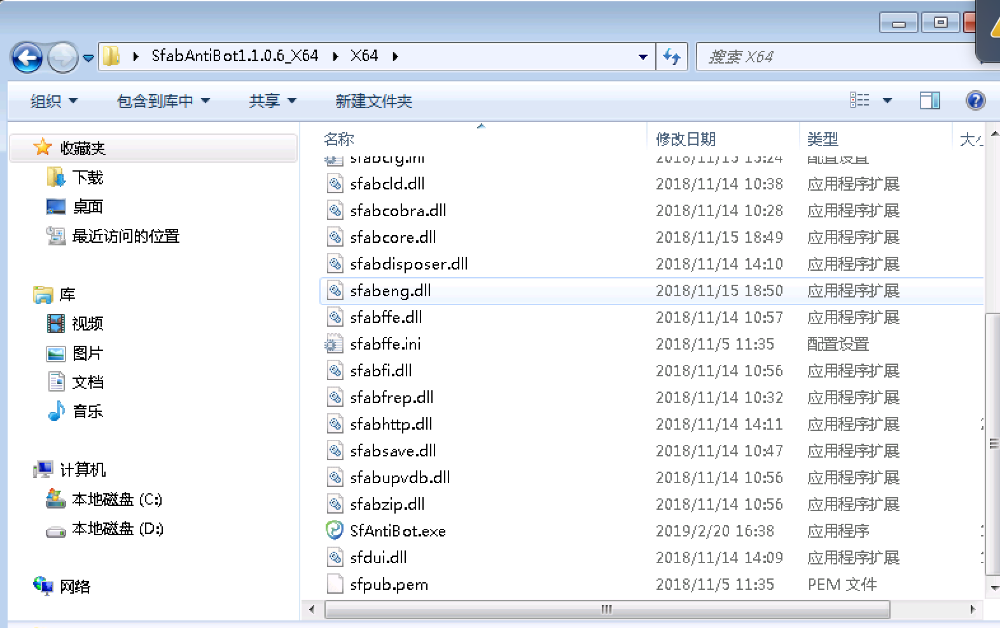 SfabAntiBot1.1.0.6_X64 X64
搜索 X64
组织 包含到库中 共享 新建文件夹
收藏夹
下载
桌面
最近访问的位置
库
视频
图片
文档
音乐
计算机
本地磁盘 (C:)
本地磁盘 (D:)
网络
名称 修改日期 类型
sfabcfg.ini 2018/11/13 13:24 配置设置
sfabcld.dll 2018/11/14 10:38 应用程序扩展
sfabcobra.dll 2018/11/14 10:28 应用程序扩展
sfabcore.dll 2018/11/15 18:49 应用程序扩展
sfabdisposer.dll 2018/11/14 14:10 应用程序扩展
sfabeng.dll 2018/11/15 18:50 应用程序扩展
sfabffe.dll 2018/11/14 10:57 应用程序扩展
sfabffe.ini 2018/11/5 11:35 配置设置
sfabfi.dll 2018/11/14 10:56 应用程序扩展
sfabfrep.dll 2018/11/14 10:32 应用程序扩展
sfabhttp.dll 2018/11/14 14:11 应用程序扩展
sfabsave.dll 2018/11/14 10:47 应用程序扩展
sfabupvdb.dll 2018/11/14 10:56 应用程序扩展
sfabzip.dll 2018/11/14 10:56 应用程序扩展
SfAntiBot.exe 2019/2/20 16:38 应用程序
sfdui.dll 2018/11/14 14:09 应用程序扩展
sfpub.pem 2018/11/5 11:35 PEM 文件